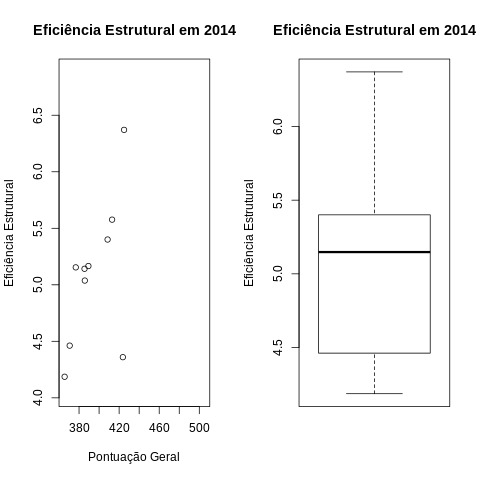 Eficiência Estrutural em 2014
Eficiência Estrutural
6.5
6.0
5.5
5.0
4.5
4.0
380 420 460 500
Pontuação Geral
Eficiência Estrutural em 2014
Eficiência Estrutural
6.0
5.5
5.0
4.5